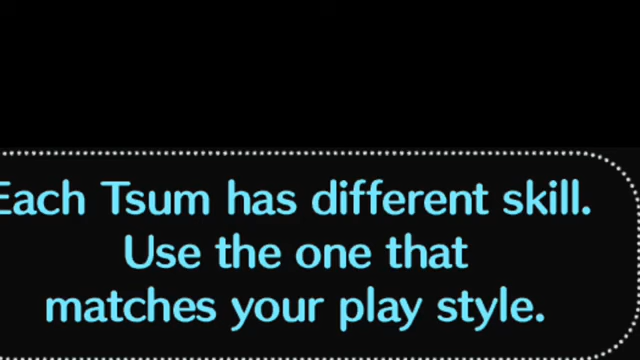 Each Tsum has different skill.
Use the one that
matches your play style.